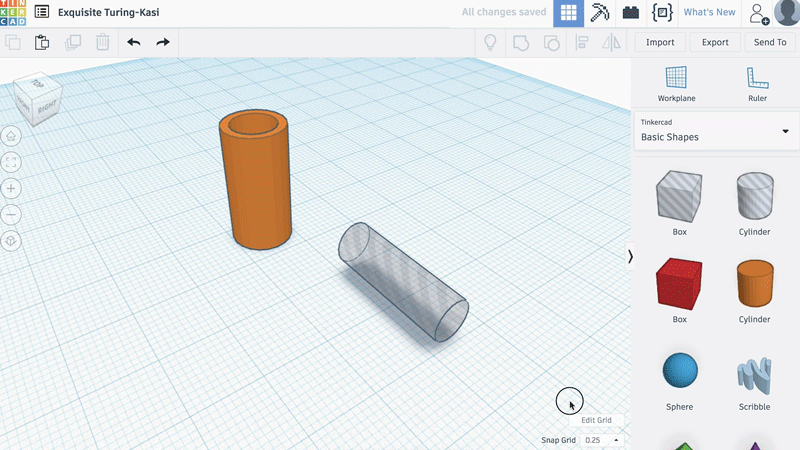 TIN
KER
CAD
Exquisite Turing-Kasi
All changes saved
What's New
Import
Export
Send To
TOP
FRONT
RIGHT
Workplane
Ruler
Tinkercad
Basic Shapes
Box
Cylinder
Box
Cylinder
Sphere
Scribble
Edit Grid
Snap Grid
0.25